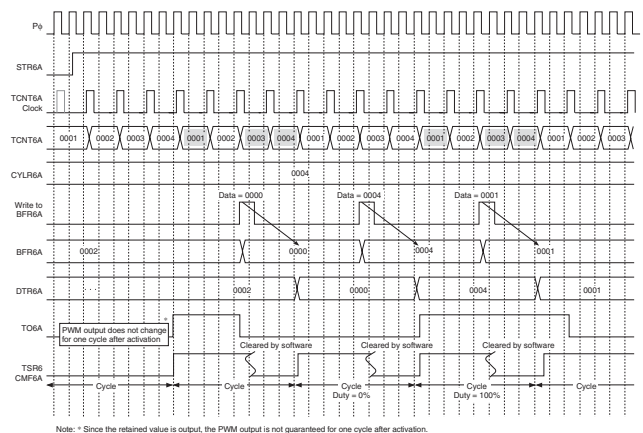 Pφ
STR6A
TCNT6A
Clock
TCNT6A 0001 0002 0003 0004 0001 0002 0003 0004 0001 0002 0003 0004 0001 0002 0003 0004 0001 0002 0003
CYLR6A 0004
Data = 0000 Data = 0004 Data = 0001
Write to
BFR6A
BFR6A 0002 0000 0004 0001
DTR6A ··· 0002 0000 0004 0001
TO6A
*
PWM output does not change
for one cycle after activation
Cleared by software Cleared by software Cleared by software
TSR6
CMF6A
Cycle Cycle Cycle Cycle Cycle
Duty = 0% Duty = 100%
Note: * Since the retained value is output, the PWM output is not guaranteed for one cycle after activation.